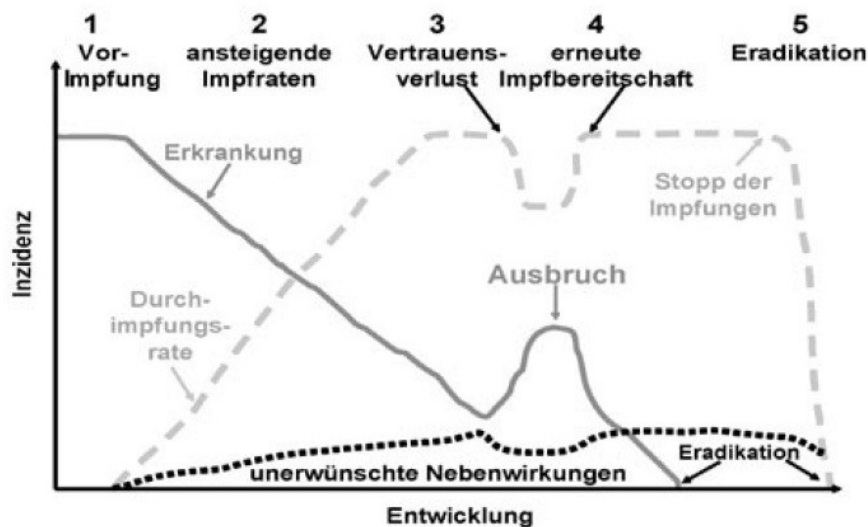 1 2 3 4 5
Vor-
Impfung
ansteigende
Impfraten
Vertrauens-
verlust
erneute
Impfbereitschaft
Eradikation
Erkrankung
Stopp der
Impfungen
Inzidenz
Ausbruch
Durch-
impfungs-
rate
Eradikation
unerwünschte Nebenwirkungen
Entwicklung